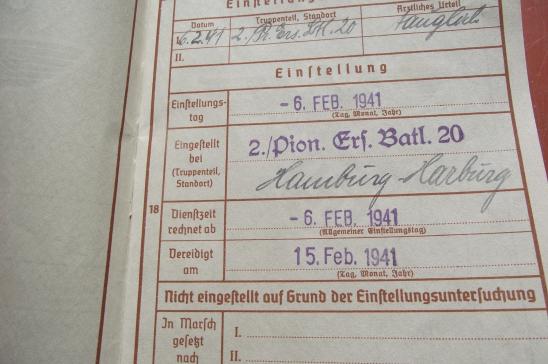 Einstellung
Datum
Truppenteil, Standort
Ärztliches Urteil
6.2.41
2./Pi. Ers. Btl. 20
tauglich
II.
Einstellung
Einstellungs-
tag
- 6. FEB. 1941
(Tag, Monat, Jahr)
Eingestellt
bei
(Truppenteil,
Standort)
2./Pion. Ers. Batl. 20
Hamburg-Harburg
18
Dienstzeit
rechnet ab
- 6. FEB. 1941
(Allgemeiner Einstellungstag)
Vereidigt
am
15. Feb. 1941
(Tag, Monat, Jahr)
Nicht eingestellt auf Grund der Einstellungsuntersuchung
In Marsch
gesetzt
nach
I.
II.